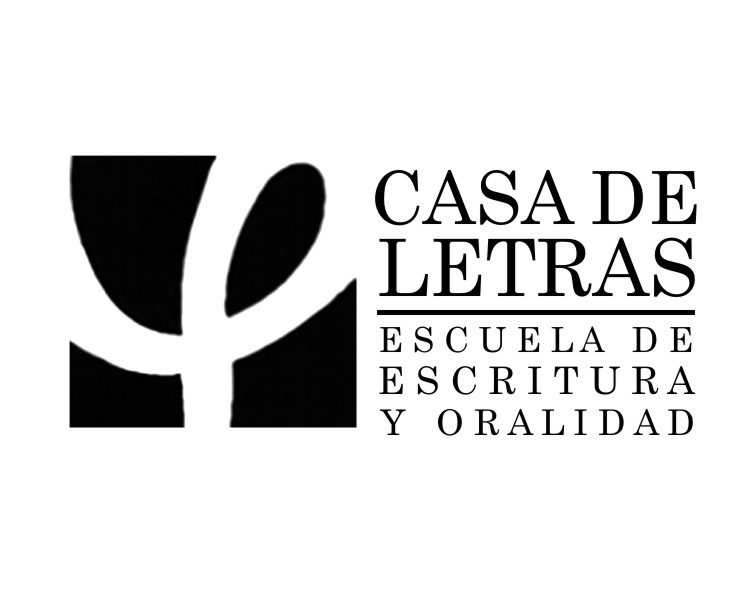 CASA DE
LETRAS
ESCUELA DE
ESCRITURA
Y ORALIDAD